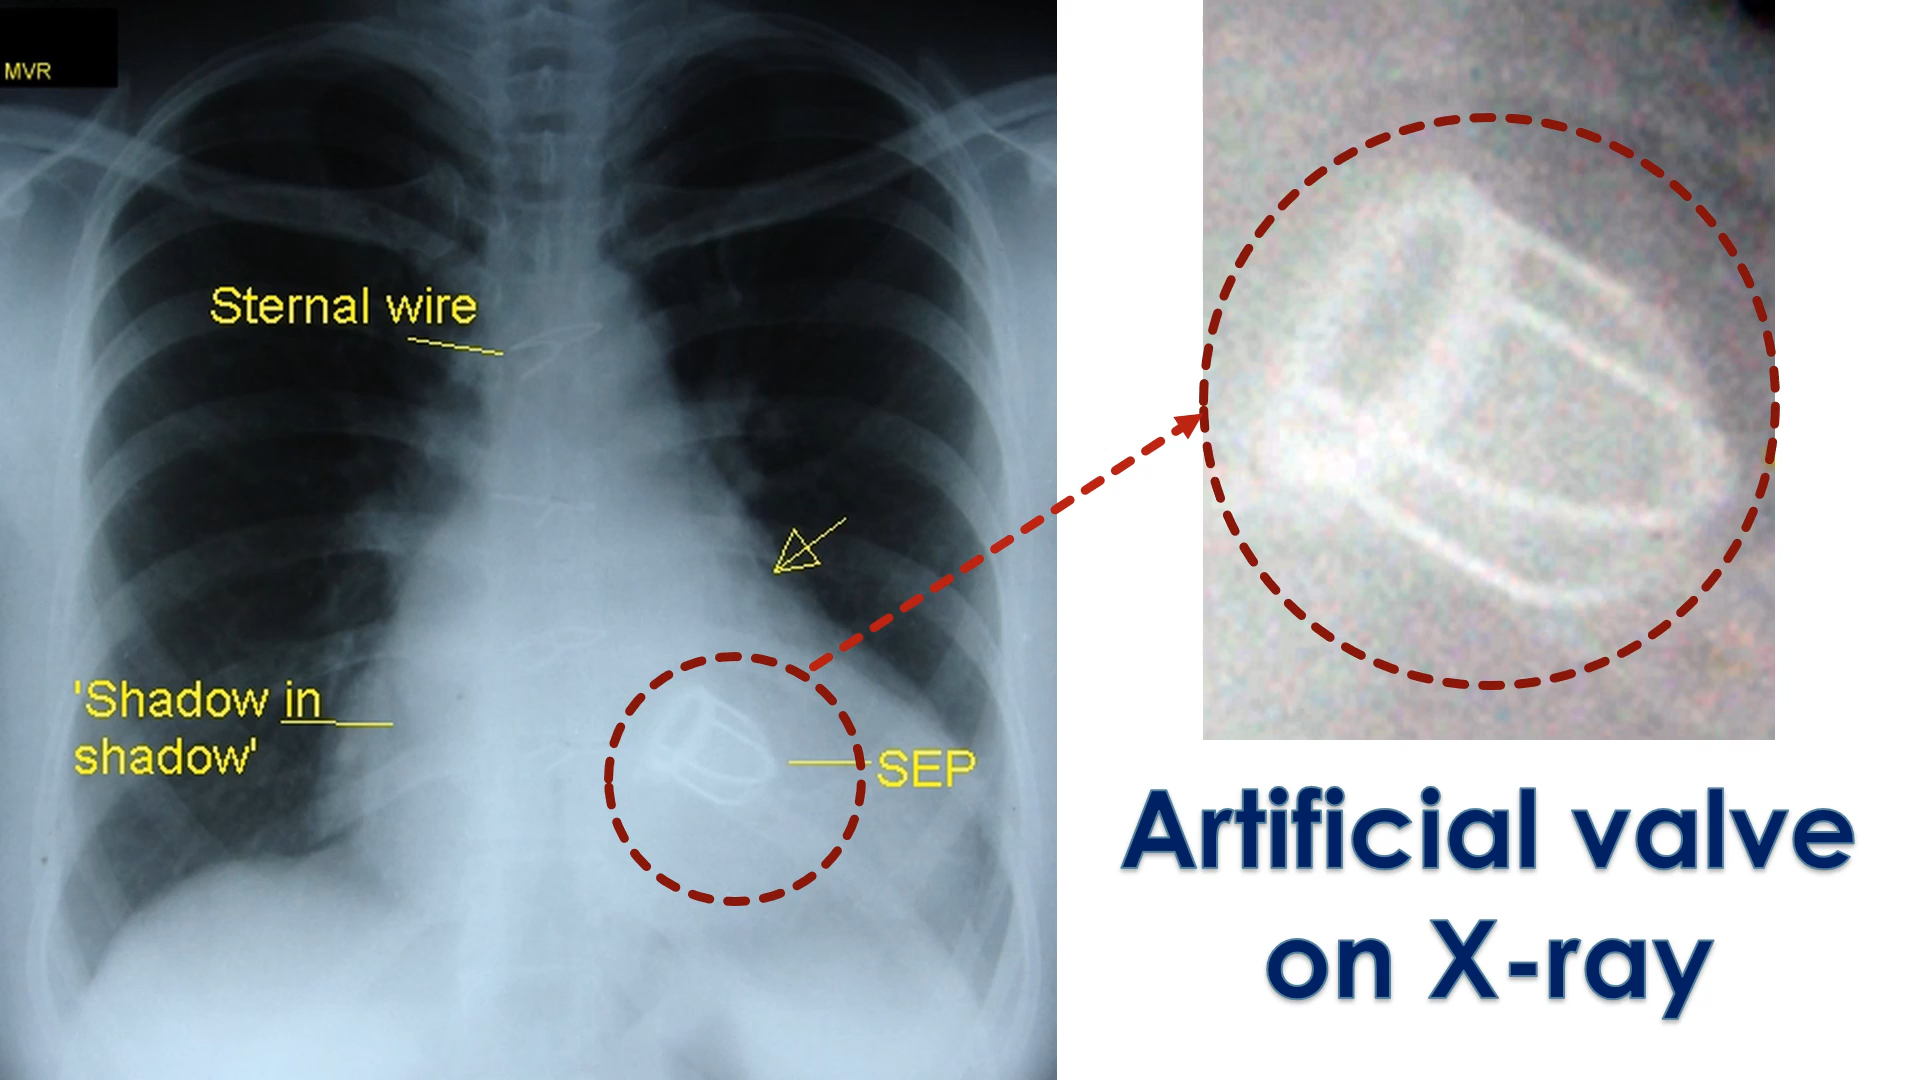 MVR
Sternal wire
'Shadow in
shadow'
SEP
Artificial valve
on X-ray